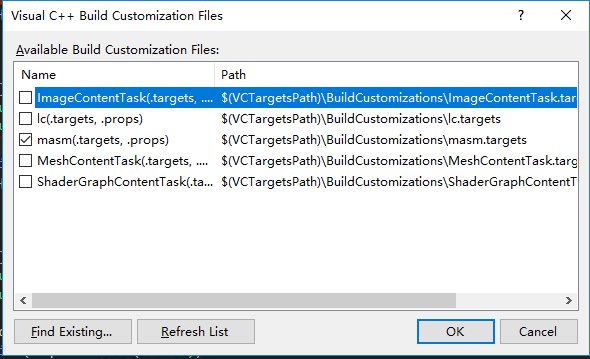 Visual C++ Build Customization Files
Available Build Customization Files:
Name Path
ImageContentTask(.targets, .... $(VCTargetsPath)\BuildCustomizations\ImageContentTask.tar
lc(.targets, .props) $(VCTargetsPath)\BuildCustomizations\lc.targets
masm(.targets, .props) $(VCTargetsPath)\BuildCustomizations\masm.targets
MeshContentTask(.targets, .... $(VCTargetsPath)\BuildCustomizations\MeshContentTask.targ
ShaderGraphContentTask(.ta... $(VCTargetsPath)\BuildCustomizations\ShaderGraphContentT
Find Existing... Refresh List OK Cancel